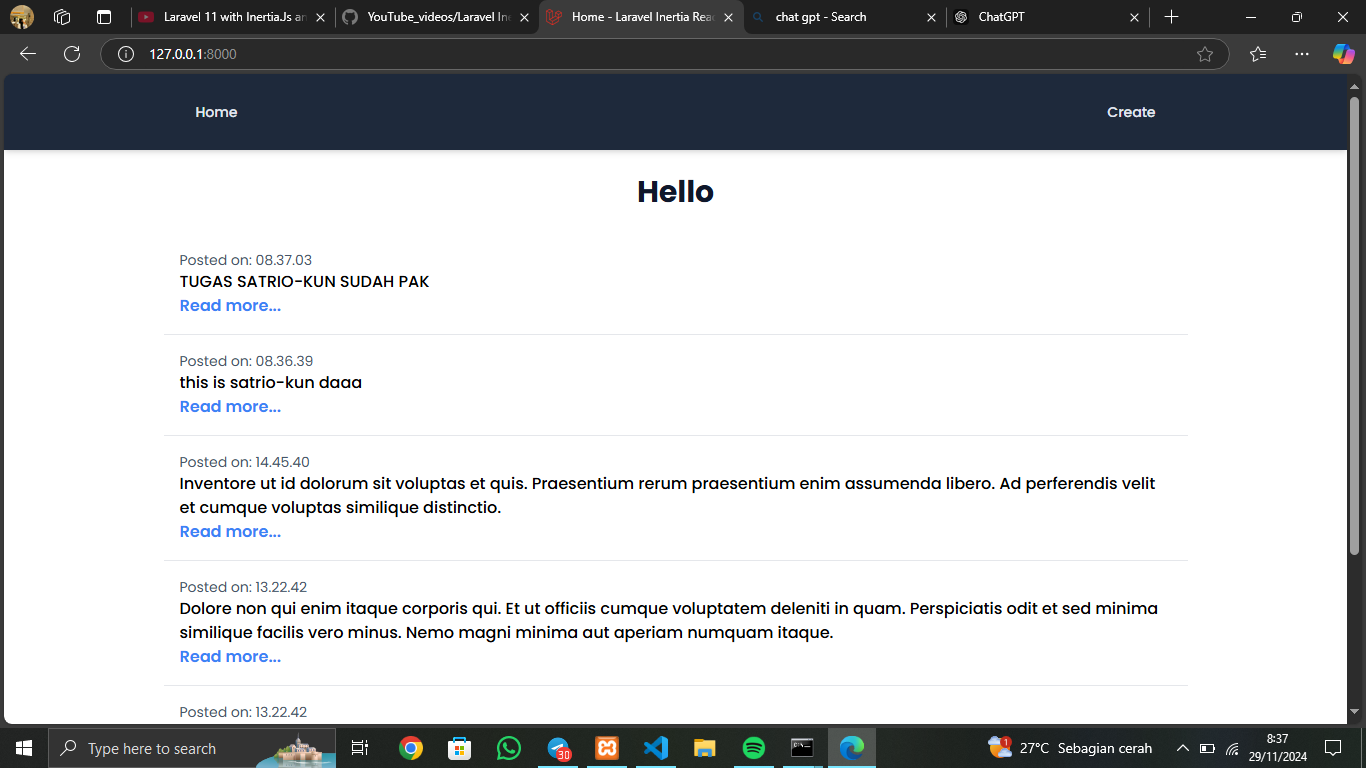 Laravel 11 with InertiaJs an
YouTube_videos/Laravel In
Home - Laravel Inertia Rea
chat gpt - Search
ChatGPT
127.0.0.1:8000
Home
Create
Hello
Posted on: 08.37.03
TUGAS SATRIO-KUN SUDAH PAK
Read more...
Posted on: 08.36.39
this is satrio-kun daaa
Read more...
Posted on: 14.45.40
Inventore ut id dolorum sit voluptas et quis. Praesentium rerum praesentium enim assumenda libero. Ad perferendis velit
et cumque voluptas similique distinctio.
Read more...
Posted on: 13.22.42
Dolore non qui enim itaque corporis qui. Et ut officiis cumque voluptatem deleniti in quam. Perspiciatis odit et sed minima
similique facilis vero minus. Nemo magni minima aut aperiam numquam itaque.
Read more...
Posted on: 13.22.42
Type here to search
30
1
27°C Sebagian cerah
8:37
29/11/2024